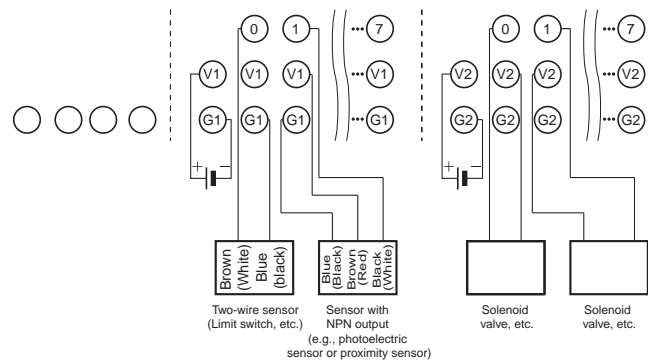 0 1 ••• 7
V1 V1 V1 ••• V1
G1 G1 G1 ••• G1
+ −
Brown
(White)
Blue
(black)
Blue
(Black)
Brown
(Red)
Black
(White)
Two-wire sensor
(Limit switch, etc.)
Sensor with
NPN output
(e.g., photoelectric
sensor or proximity sensor)
0 1 ••• 7
V2 V2 V2 ••• V2
G2 G2 G2 ••• G2
+ −
Solenoid
valve, etc.
Solenoid
valve, etc.